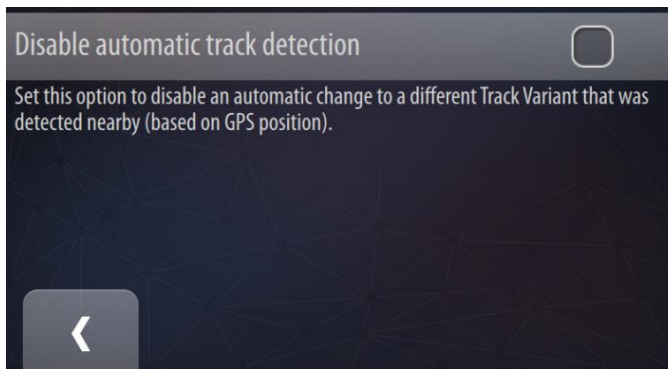 Disable automatic track detection
Set this option to disable an automatic change to a different Track Variant that was
detected nearby (based on GPS position).